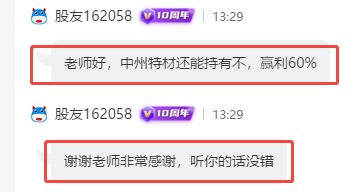 股友162058 V 10周年 13:29
老师好，中州特材还能持有不，赢利60%
股友162058 V 10周年 13:29
谢谢老师非常感谢，听你的话没错